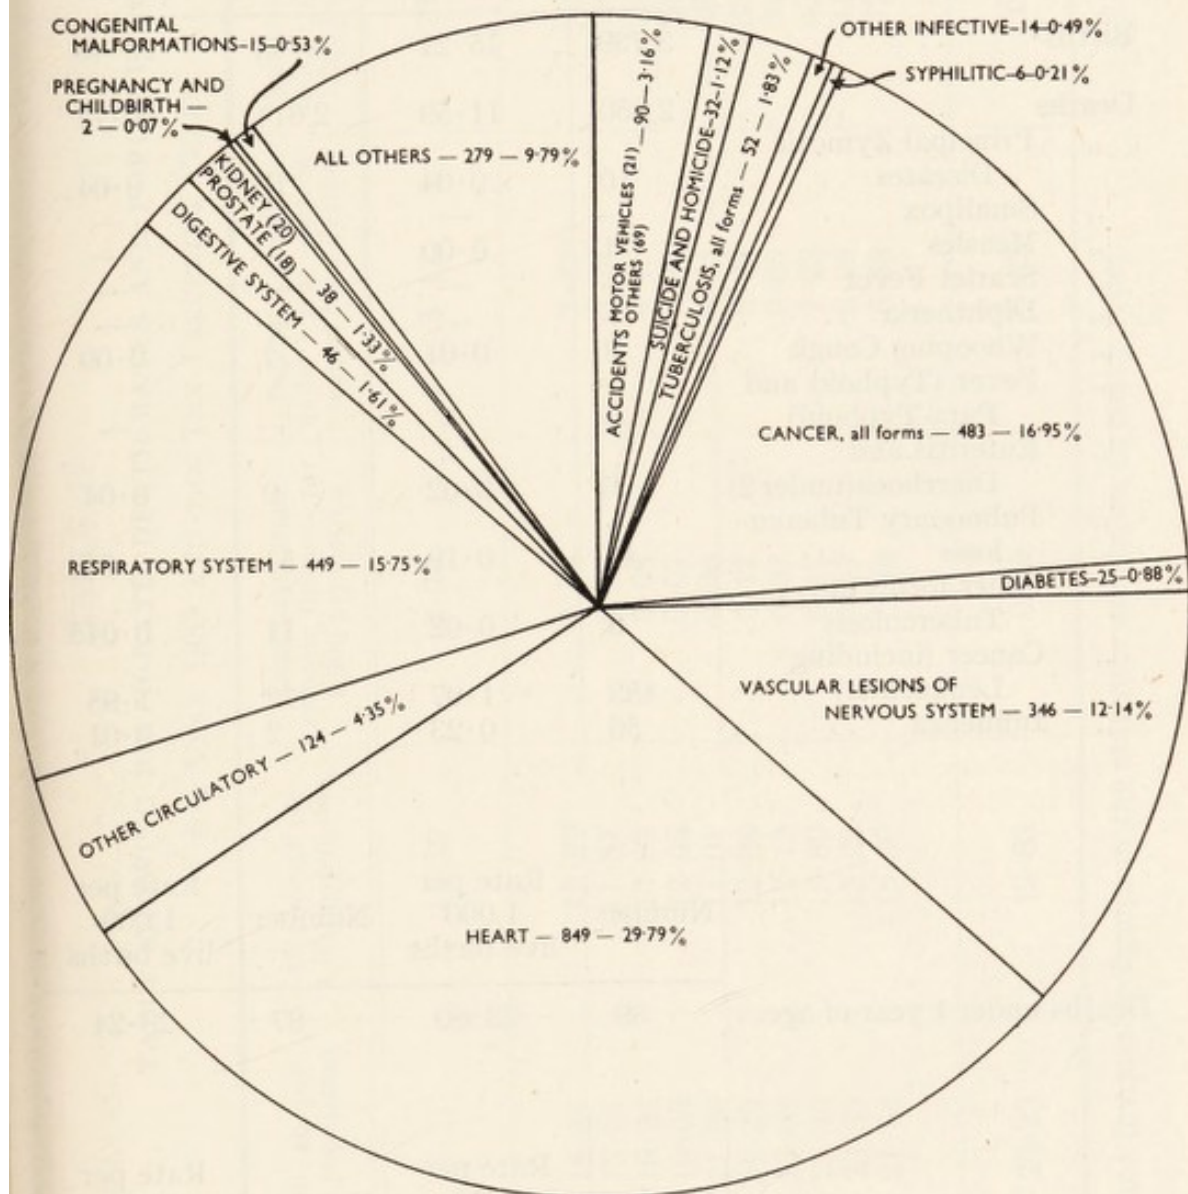 CONGENITAL
MALFORMATIONS–15–0·53%
PREGNANCY AND
CHILDBIRTH —
2 — 0·07%
ALL OTHERS — 279 — 9·79%
KIDNEY (20)
PROSTATE (18) — 38 — 1·33%
DIGESTIVE SYSTEM — 46 — 1·61%
ACCIDENTS MOTOR VEHICLES (21) — 90 — 3·16%
OTHERS (69)
SUICIDE AND HOMICIDE–32–1·12%
TUBERCULOSIS, all forms — 52 — 1·83%
OTHER INFECTIVE–14–0·49%
SYPHILITIC–6–0·21%
CANCER, all forms — 483 — 16·95%
RESPIRATORY SYSTEM — 449 — 15·75%
DIABETES–25–0·88%
VASCULAR LESIONS OF
NERVOUS SYSTEM — 346 — 12·14%
OTHER CIRCULATORY — 124 — 4·35%
HEART — 849 — 29·79%